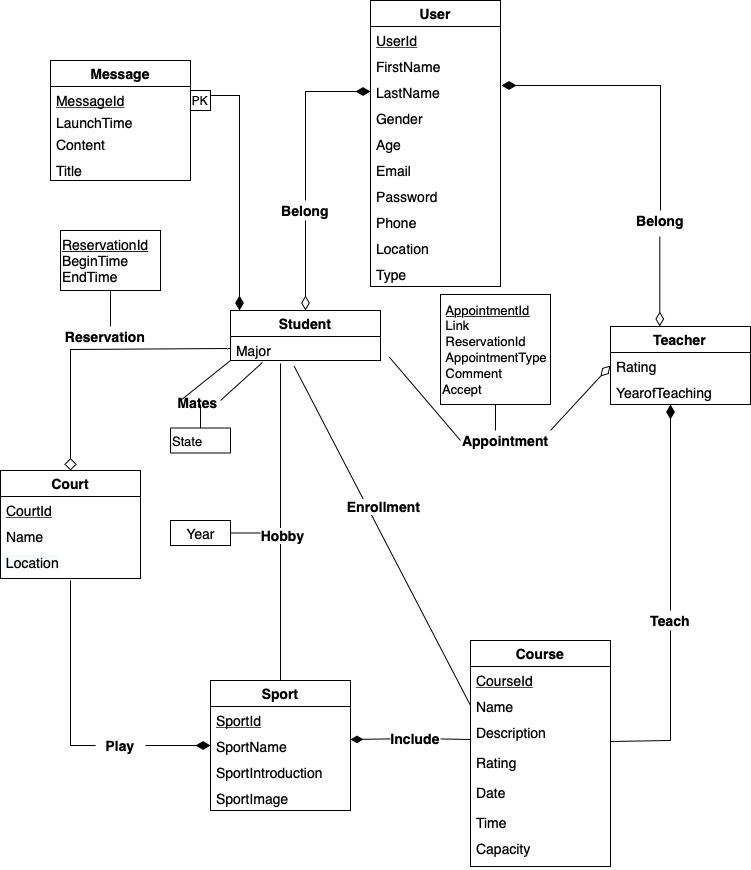 User
UserId
FirstName
LastName
Gender
Age
Email
Password
Phone
Location
Type
Message
MessageId
LaunchTime
Content
Title
PK
Belong
Belong
ReservationId
BeginTime
EndTime
Reservation
Student
Major
AppointmentId
Link
ReservationId
AppointmentType
Comment
Accept
Appointment
Teacher
Rating
YearofTeaching
Mates
State
Court
CourtId
Name
Location
Enrollment
Year
Hobby
Teach
Course
CourseId
Name
Description
Rating
Date
Time
Capacity
Sport
SportId
SportName
SportIntroduction
SportImage
Play
Include